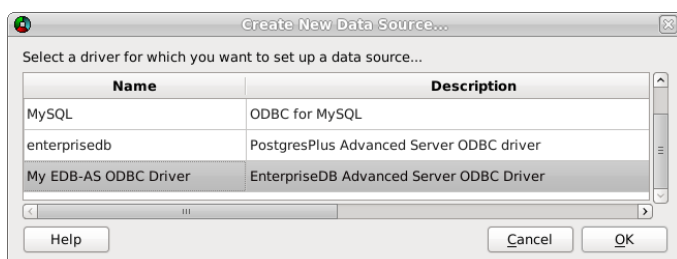 Create New Data Source...
Select a driver for which you want to set up a data source...
Name Description
MySQL ODBC for MySQL
enterprisedb PostgresPlus Advanced Server ODBC driver
My EDB-AS ODBC Driver EnterpriseDB Advanced Server ODBC Driver
Help Cancel OK